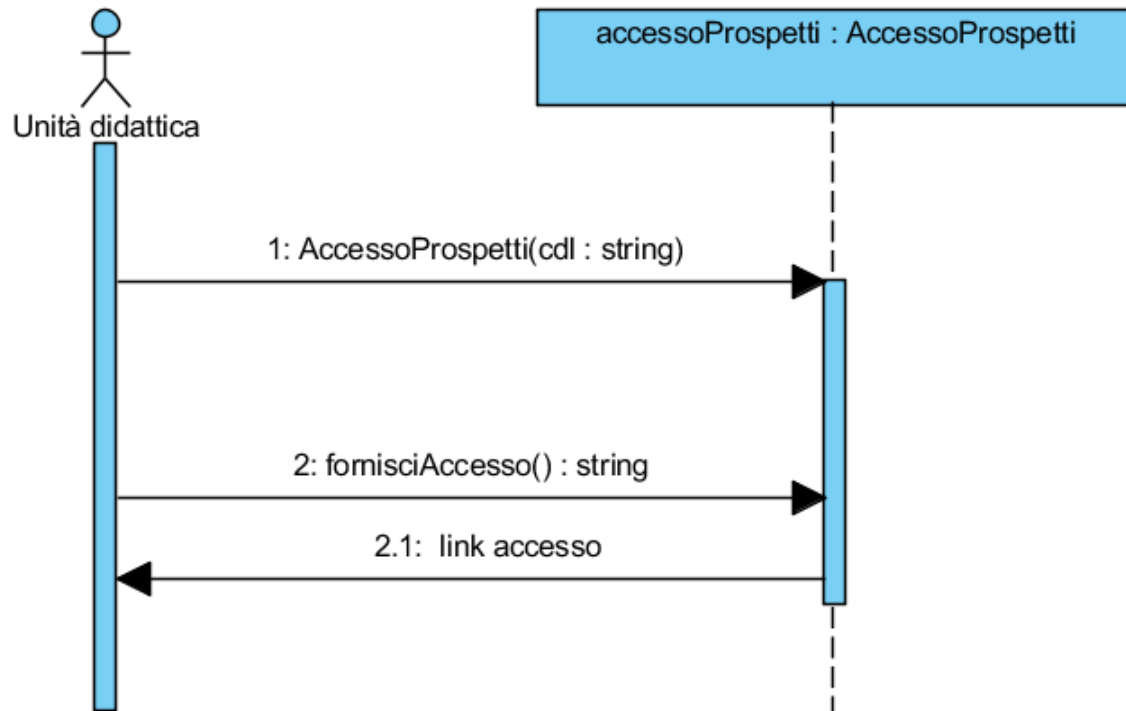 accessoProspetti : AccessoProspetti
Unità didattica
1: AccessoProspetti(cdl : string)
2: fornisciAccesso() : string
2.1: link accesso